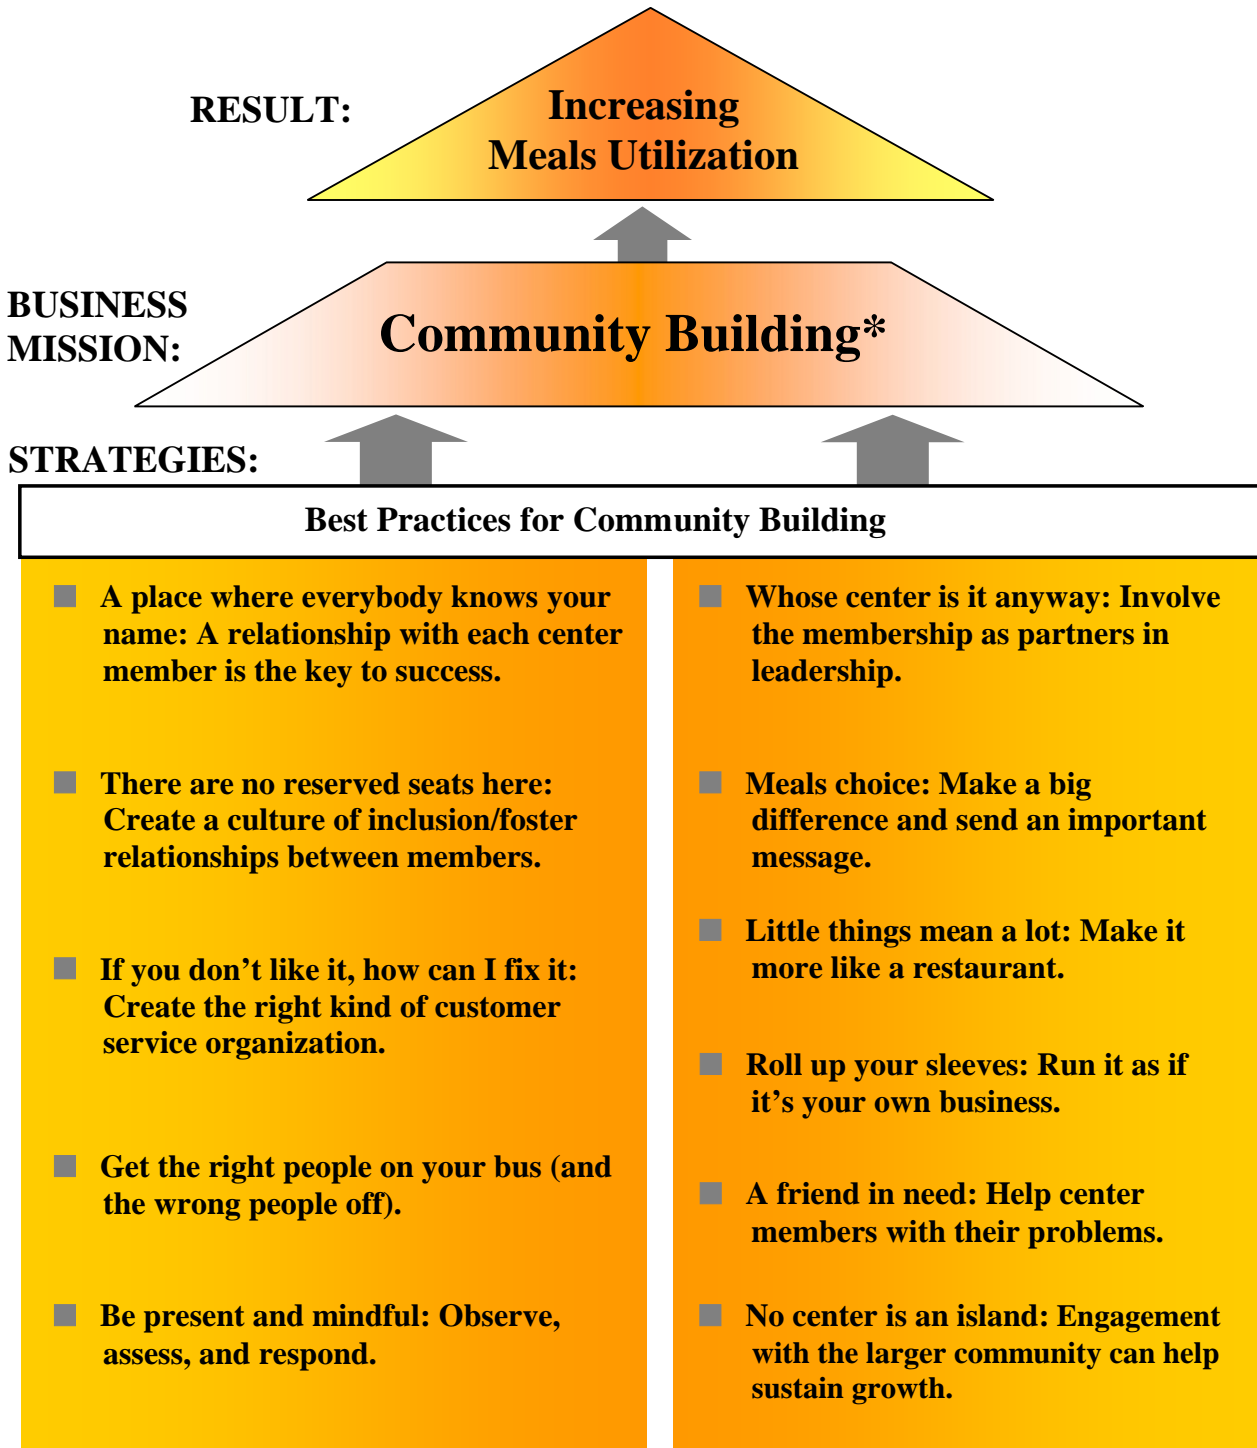 RESULT:
Increasing
Meals Utilization
BUSINESS
MISSION:
Community Building*
STRATEGIES:
Best Practices for Community Building
A place where everybody knows your
name: A relationship with each center
member is the key to success.
There are no reserved seats here:
Create a culture of inclusion/foster
relationships between members.
If you don’t like it, how can I fix it:
Create the right kind of customer
service organization.
Get the right people on your bus (and
the wrong people off).
Be present and mindful: Observe,
assess, and respond.
Whose center is it anyway: Involve
the membership as partners in
leadership.
Meals choice: Make a big
difference and send an important
message.
Little things mean a lot: Make it
more like a restaurant.
Roll up your sleeves: Run it as if
it’s your own business.
A friend in need: Help center
members with their problems.
No center is an island: Engagement
with the larger community can help
sustain growth.